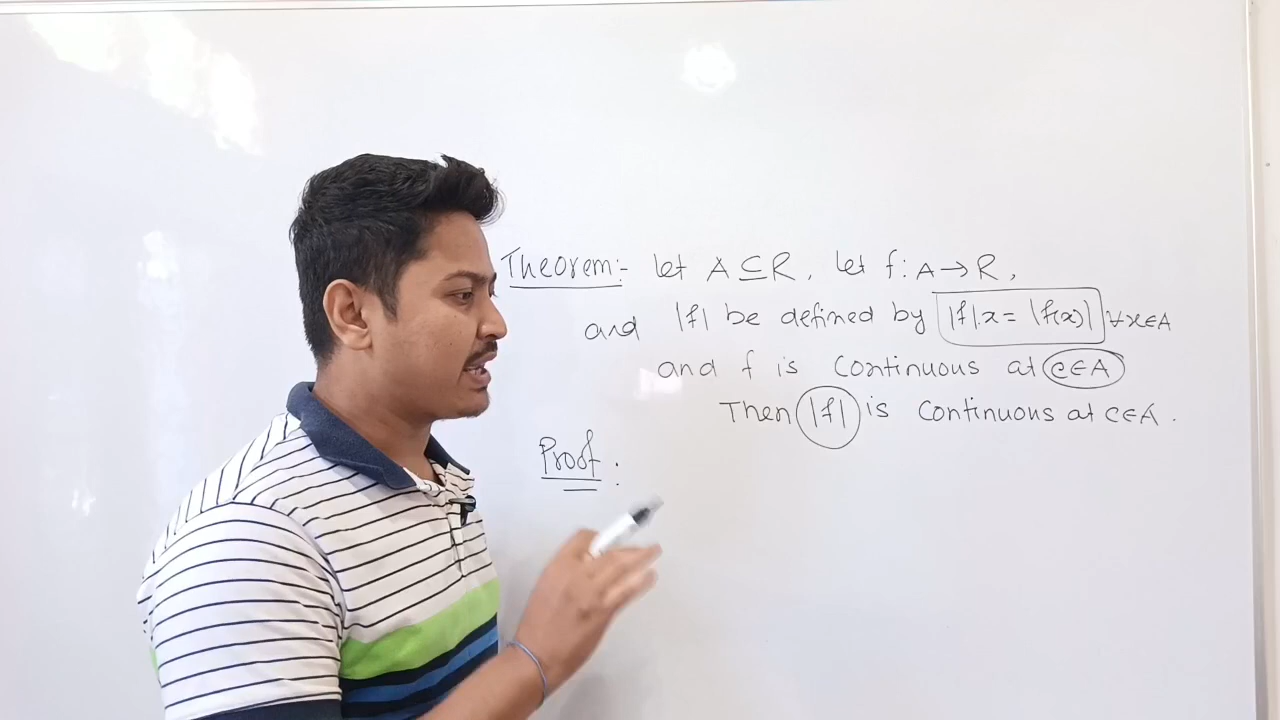 Theorem:- let A ⊆ R, let f: A → R,
and |f| be defined by |f|.x = |f(x)| ∀x∈A
and f is continuous at c∈A
Then |f| is continuous at c∈A.
Proof: